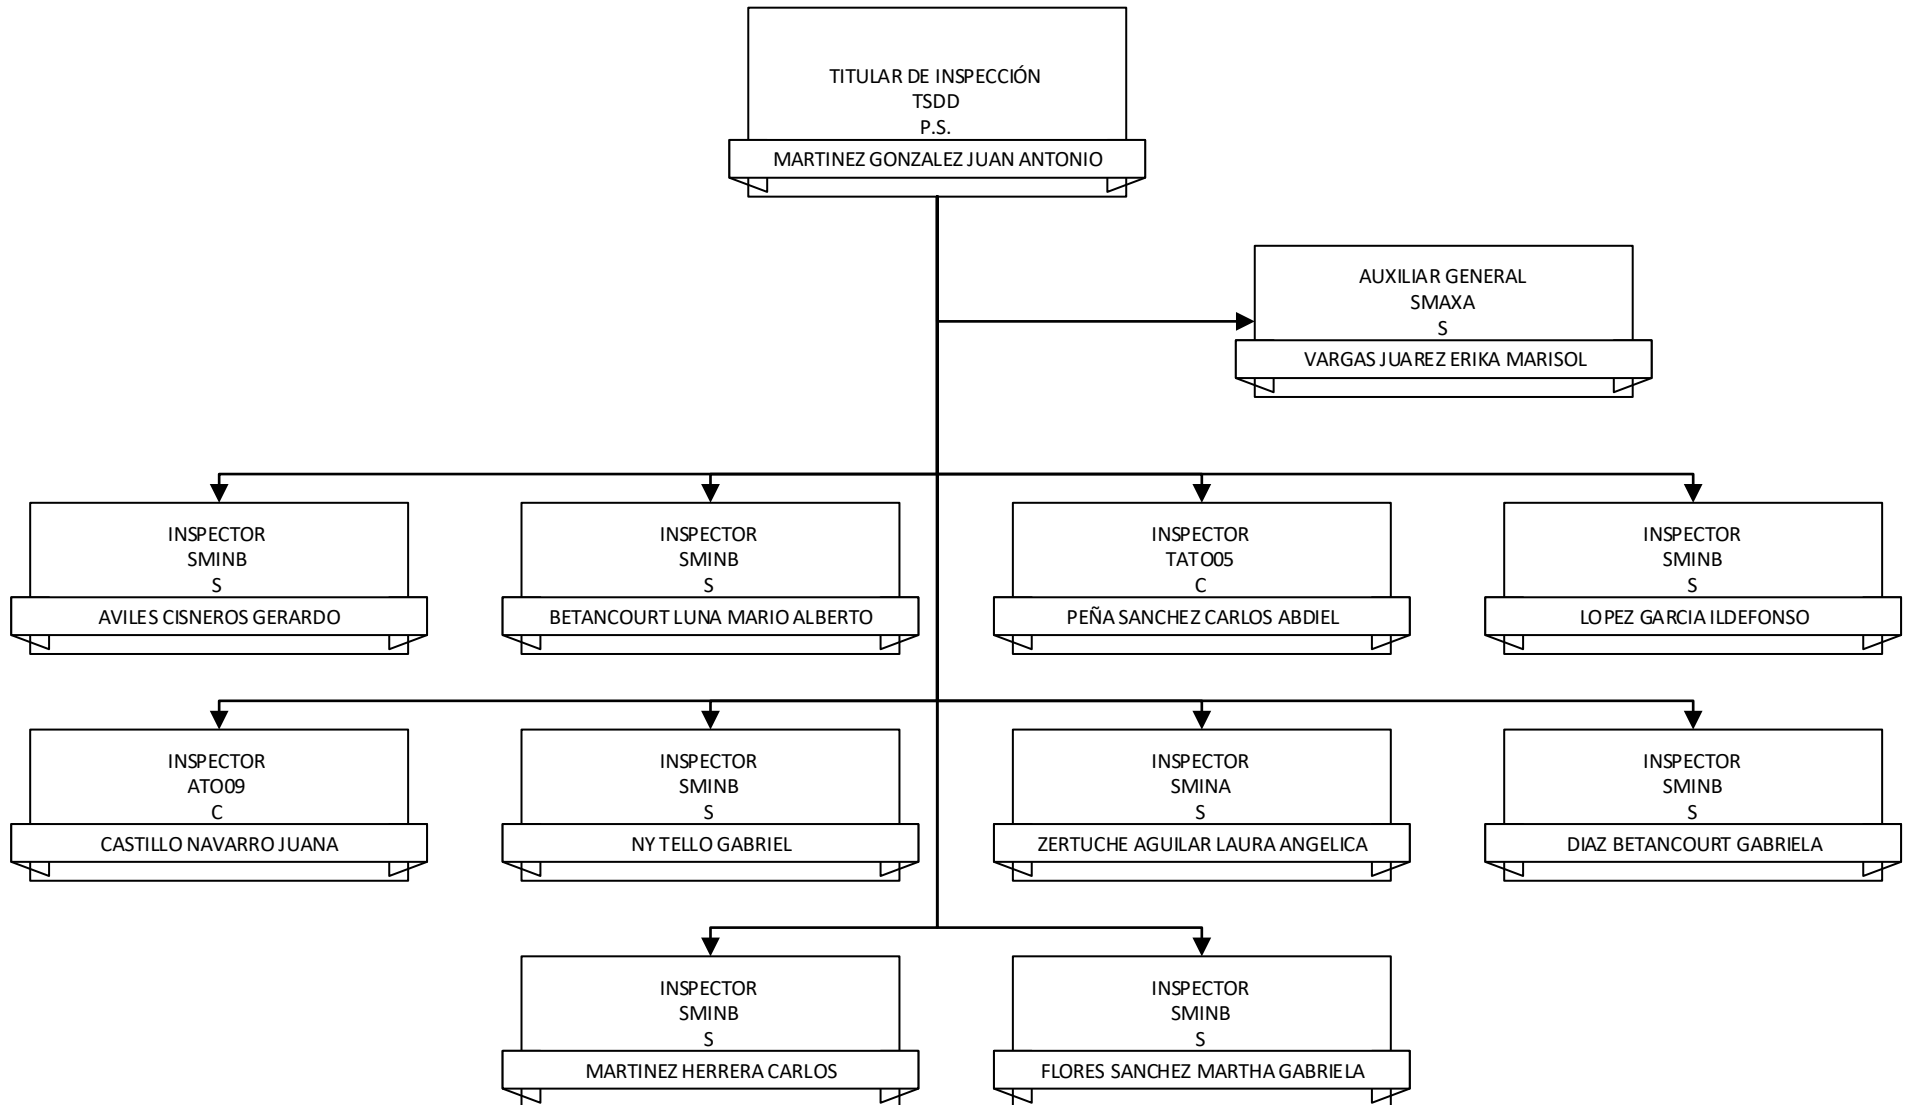 TITULAR DE INSPECCIÓN
TSDD
P.S.
MARTINEZ GONZALEZ JUAN ANTONIO
AUXILIAR GENERAL
SMAXA
S
VARGAS JUAREZ ERIKA MARISOL
INSPECTOR
SMINB
S
AVILES CISNEROS GERARDO
INSPECTOR
SMINB
S
BETANCOURT LUNA MARIO ALBERTO
INSPECTOR
TATO05
C
PEÑA SANCHEZ CARLOS ABDIEL
INSPECTOR
SMINB
S
LOPEZ GARCIA ILDEFONSO
INSPECTOR
ATO09
C
CASTILLO NAVARRO JUANA
INSPECTOR
SMINB
S
NY TELLO GABRIEL
INSPECTOR
SMINA
S
ZERTUCHE AGUILAR LAURA ANGELICA
INSPECTOR
SMINB
S
DIAZ BETANCOURT GABRIELA
INSPECTOR
SMINB
S
MARTINEZ HERRERA CARLOS
INSPECTOR
SMINB
S
FLORES SANCHEZ MARTHA GABRIELA